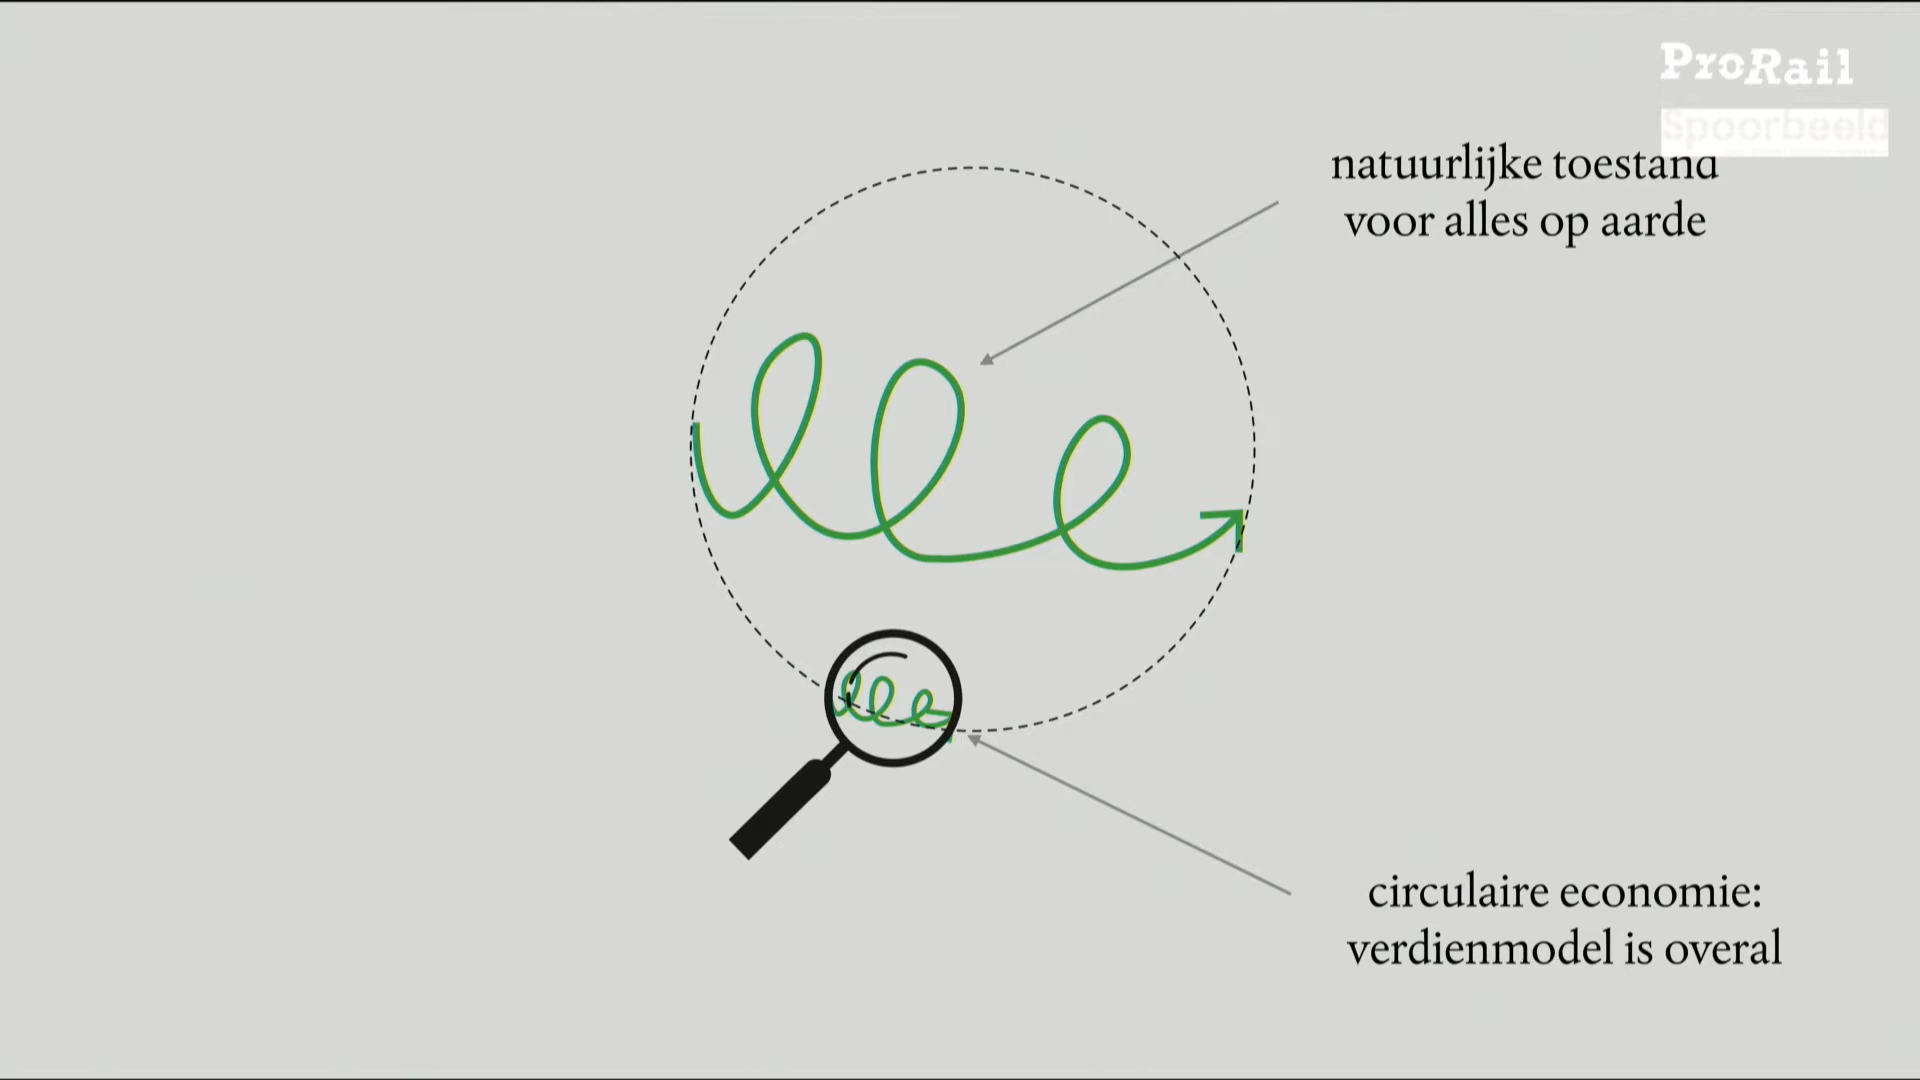 ProRail
Spoorbeeld
natuurlijke toestand
voor alles op aarde
circulaire economie:
verdienmodel is overal